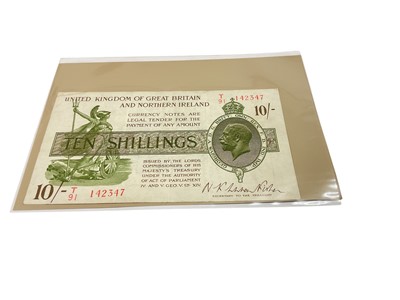 UNITED KINGDOM OF GREAT BRITAIN
AND NORTHERN IRELAND
T/91 142347
10/-
CURRENCY NOTES ARE
LEGAL TENDER FOR THE
PAYMENT OF ANY AMOUNT
TEN SHILLINGS
ISSUED BY THE LORDS
COMMISSIONERS OF HIS
MAJESTY'S TREASURY
UNDER THE AUTHORITY
OF ACT OF PARLIAMENT
IV. AND V. GEO. V CH. XIV
10/-
T/91 142347